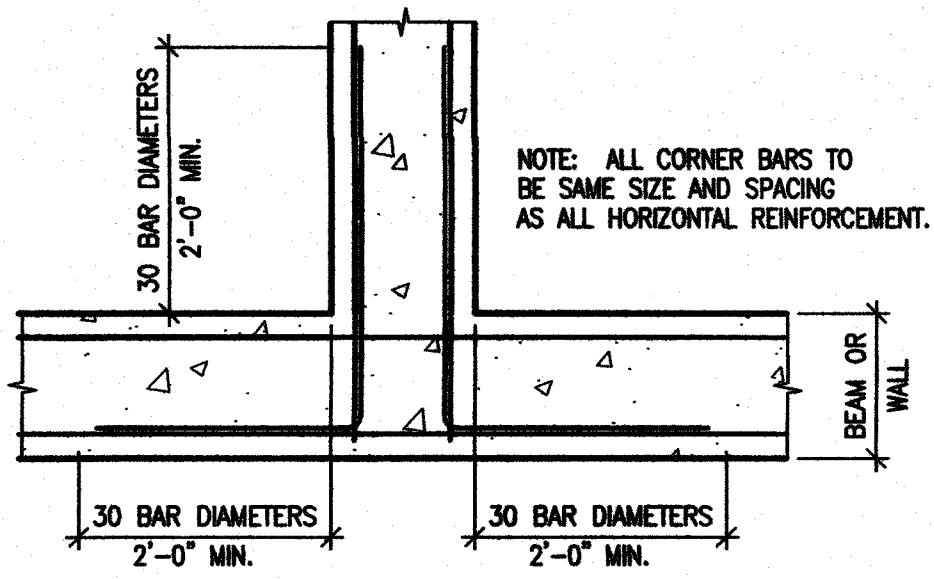 30 BAR DIAMETERS
2'-0" MIN.
NOTE: ALL CORNER BARS TO
BE SAME SIZE AND SPACING
AS ALL HORIZONTAL REINFORCEMENT.
BEAM OR
WALL
30 BAR DIAMETERS
2'-0" MIN.
30 BAR DIAMETERS
2'-0" MIN.